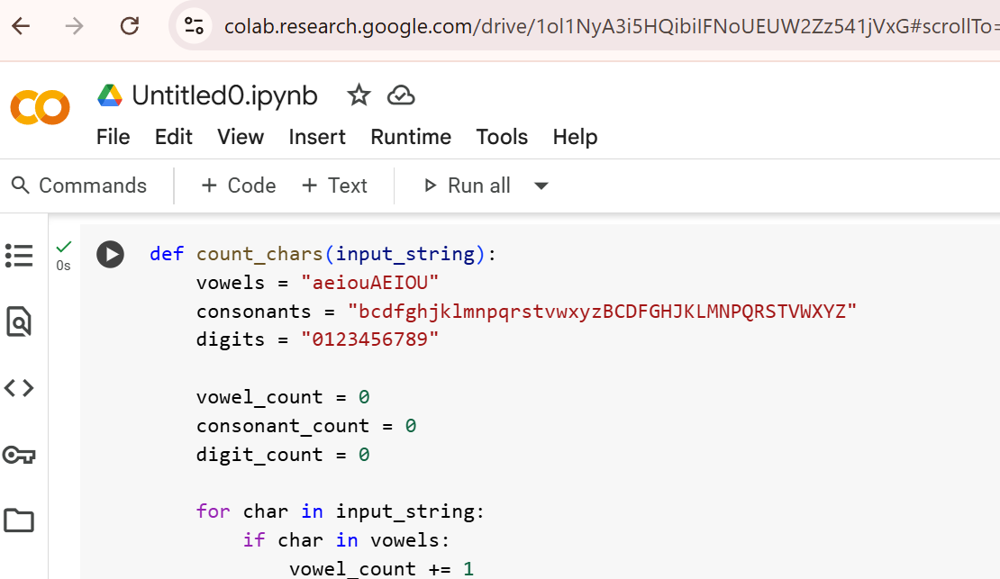 colab.research.google.com/drive/1ol1NyA3i5HQibiIFNoUEUW2Zz541jVxG#scrollTo=
Untitled0.ipynb
File Edit View Insert Runtime Tools Help
Commands + Code + Text Run all
0s
def count_chars(input_string):
    vowels = "aeiouAEIOU"
    consonants = "bcdfghjklmnpqrstvwxyzBCDFGHJKLMNPQRSTVWXYZ"
    digits = "0123456789"
    vowel_count = 0
    consonant_count = 0
    digit_count = 0
    for char in input_string:
        if char in vowels:
            vowel_count += 1